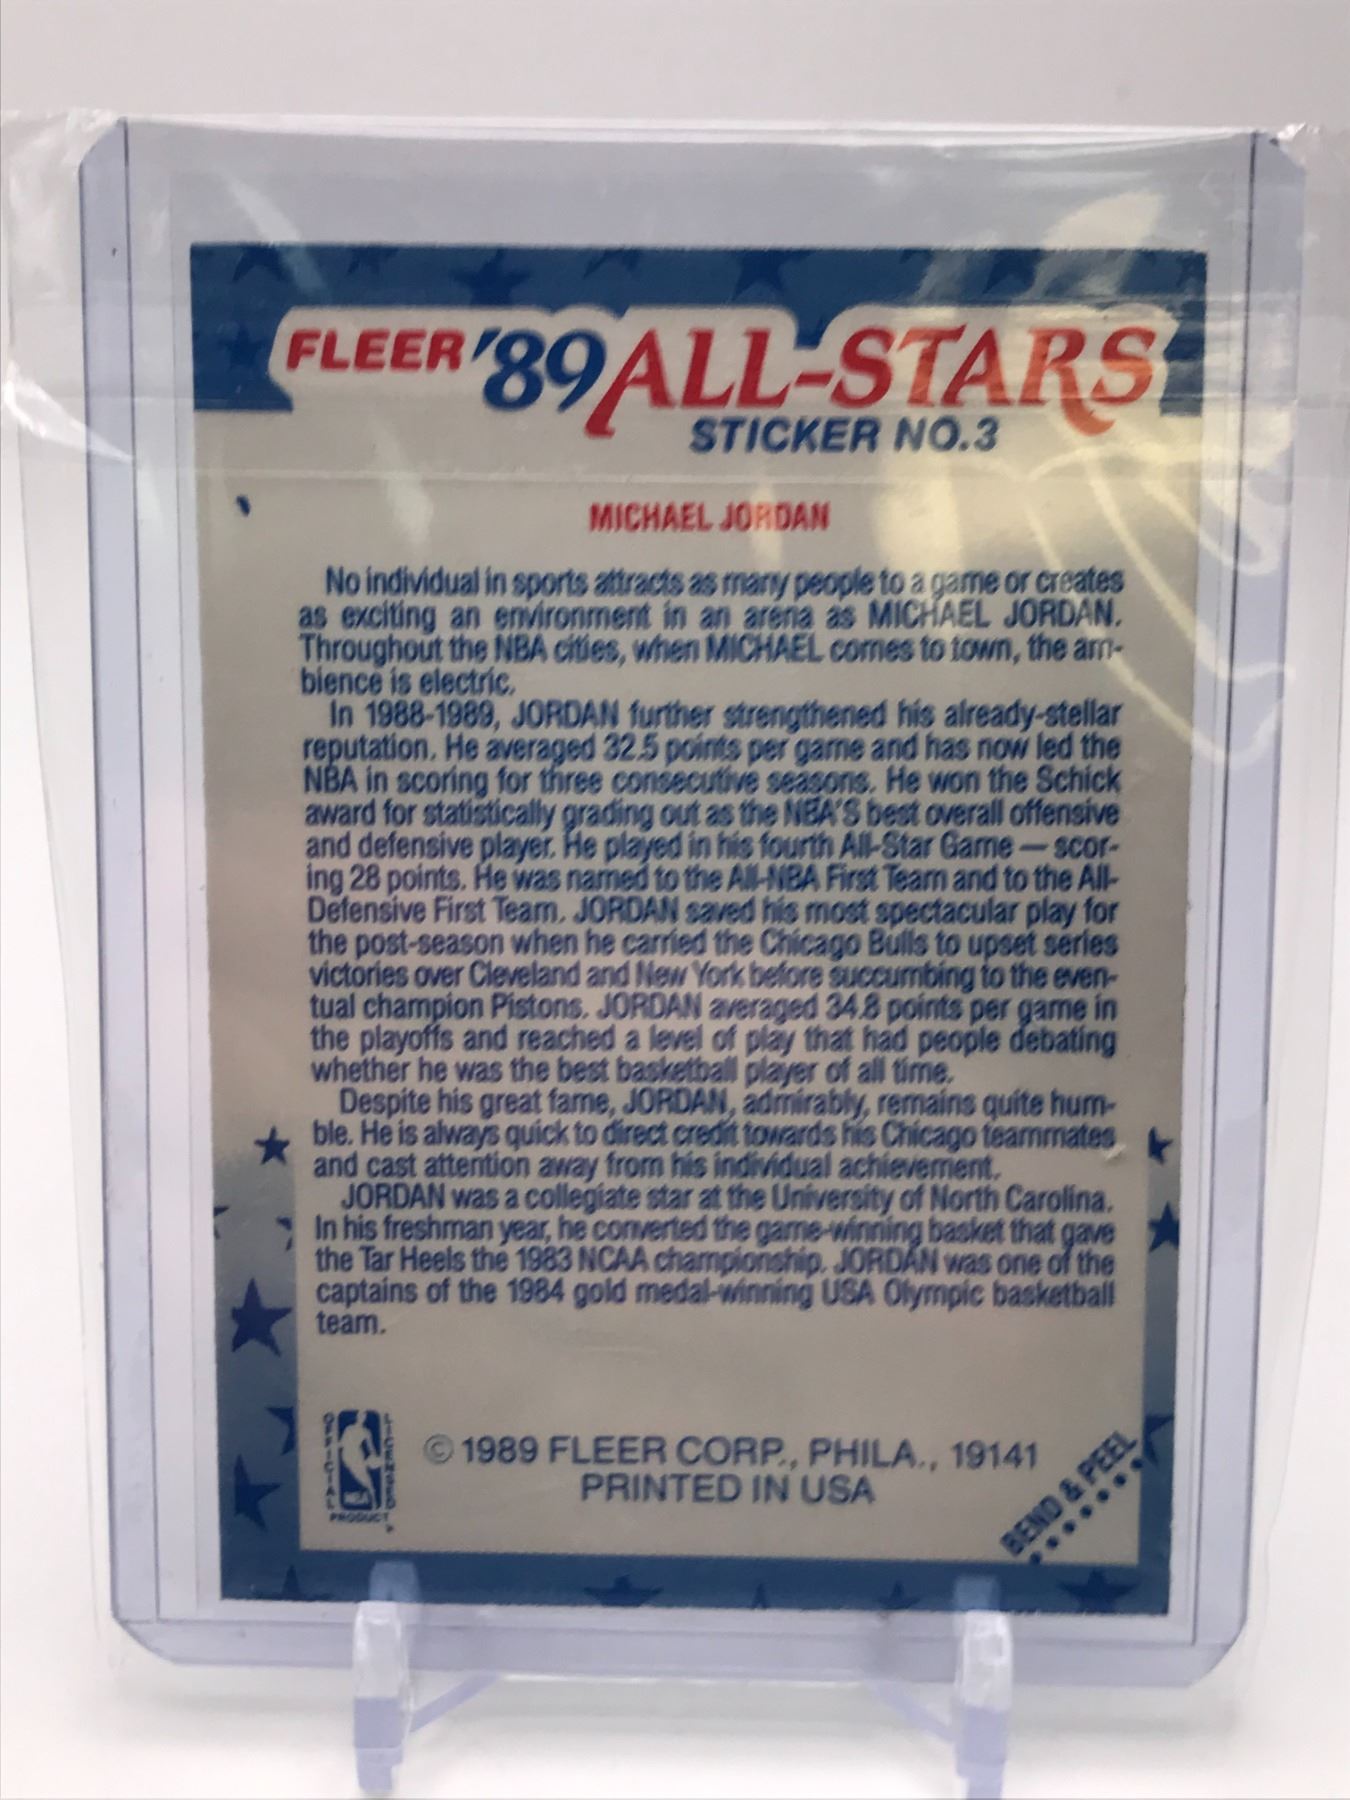 FLEER '89 ALL-STARS
STICKER NO.3
MICHAEL JORDAN
No individual in sports attracts as many people to a game or creates
as exciting an environment in an arena as MICHAEL JORDAN.
Throughout the NBA cities, when MICHAEL comes to town, the am-
bience is electric.
In 1988-1989, JORDAN further strengthened his already-stellar
reputation. He averaged 32.5 points per game and has now led the
NBA in scoring for three consecutive seasons. He won the Schick
award for statistically grading out as the NBA'S best overall offensive
and defensive player. He played in his fourth All-Star Game — scor-
ing 28 points. He was named to the All-NBA First Team and to the All-
Defensive First Team. JORDAN saved his most spectacular play for
the post-season when he carried the Chicago Bulls to upset series
victories over Cleveland and New York before succumbing to the even-
tual champion Pistons. JORDAN averaged 34.8 points per game in
the playoffs and reached a level of play that had people debating
whether he was the best basketball player of all time.
Despite his great fame, JORDAN, admirably, remains quite hum-
ble. He is always quick to direct credit towards his Chicago teammates
and cast attention away from his individual achievement.
JORDAN was a collegiate star at the University of North Carolina.
In his freshman year, he converted the game-winning basket that gave
the Tar Heels the 1983 NCAA championship. JORDAN was one of the
captains of the 1984 gold medal-winning USA Olympic basketball
team.
OFFICIAL LICENSED
PRODUCT
© 1989 FLEER CORP., PHILA., 19141
PRINTED IN USA
BEND & PEEL